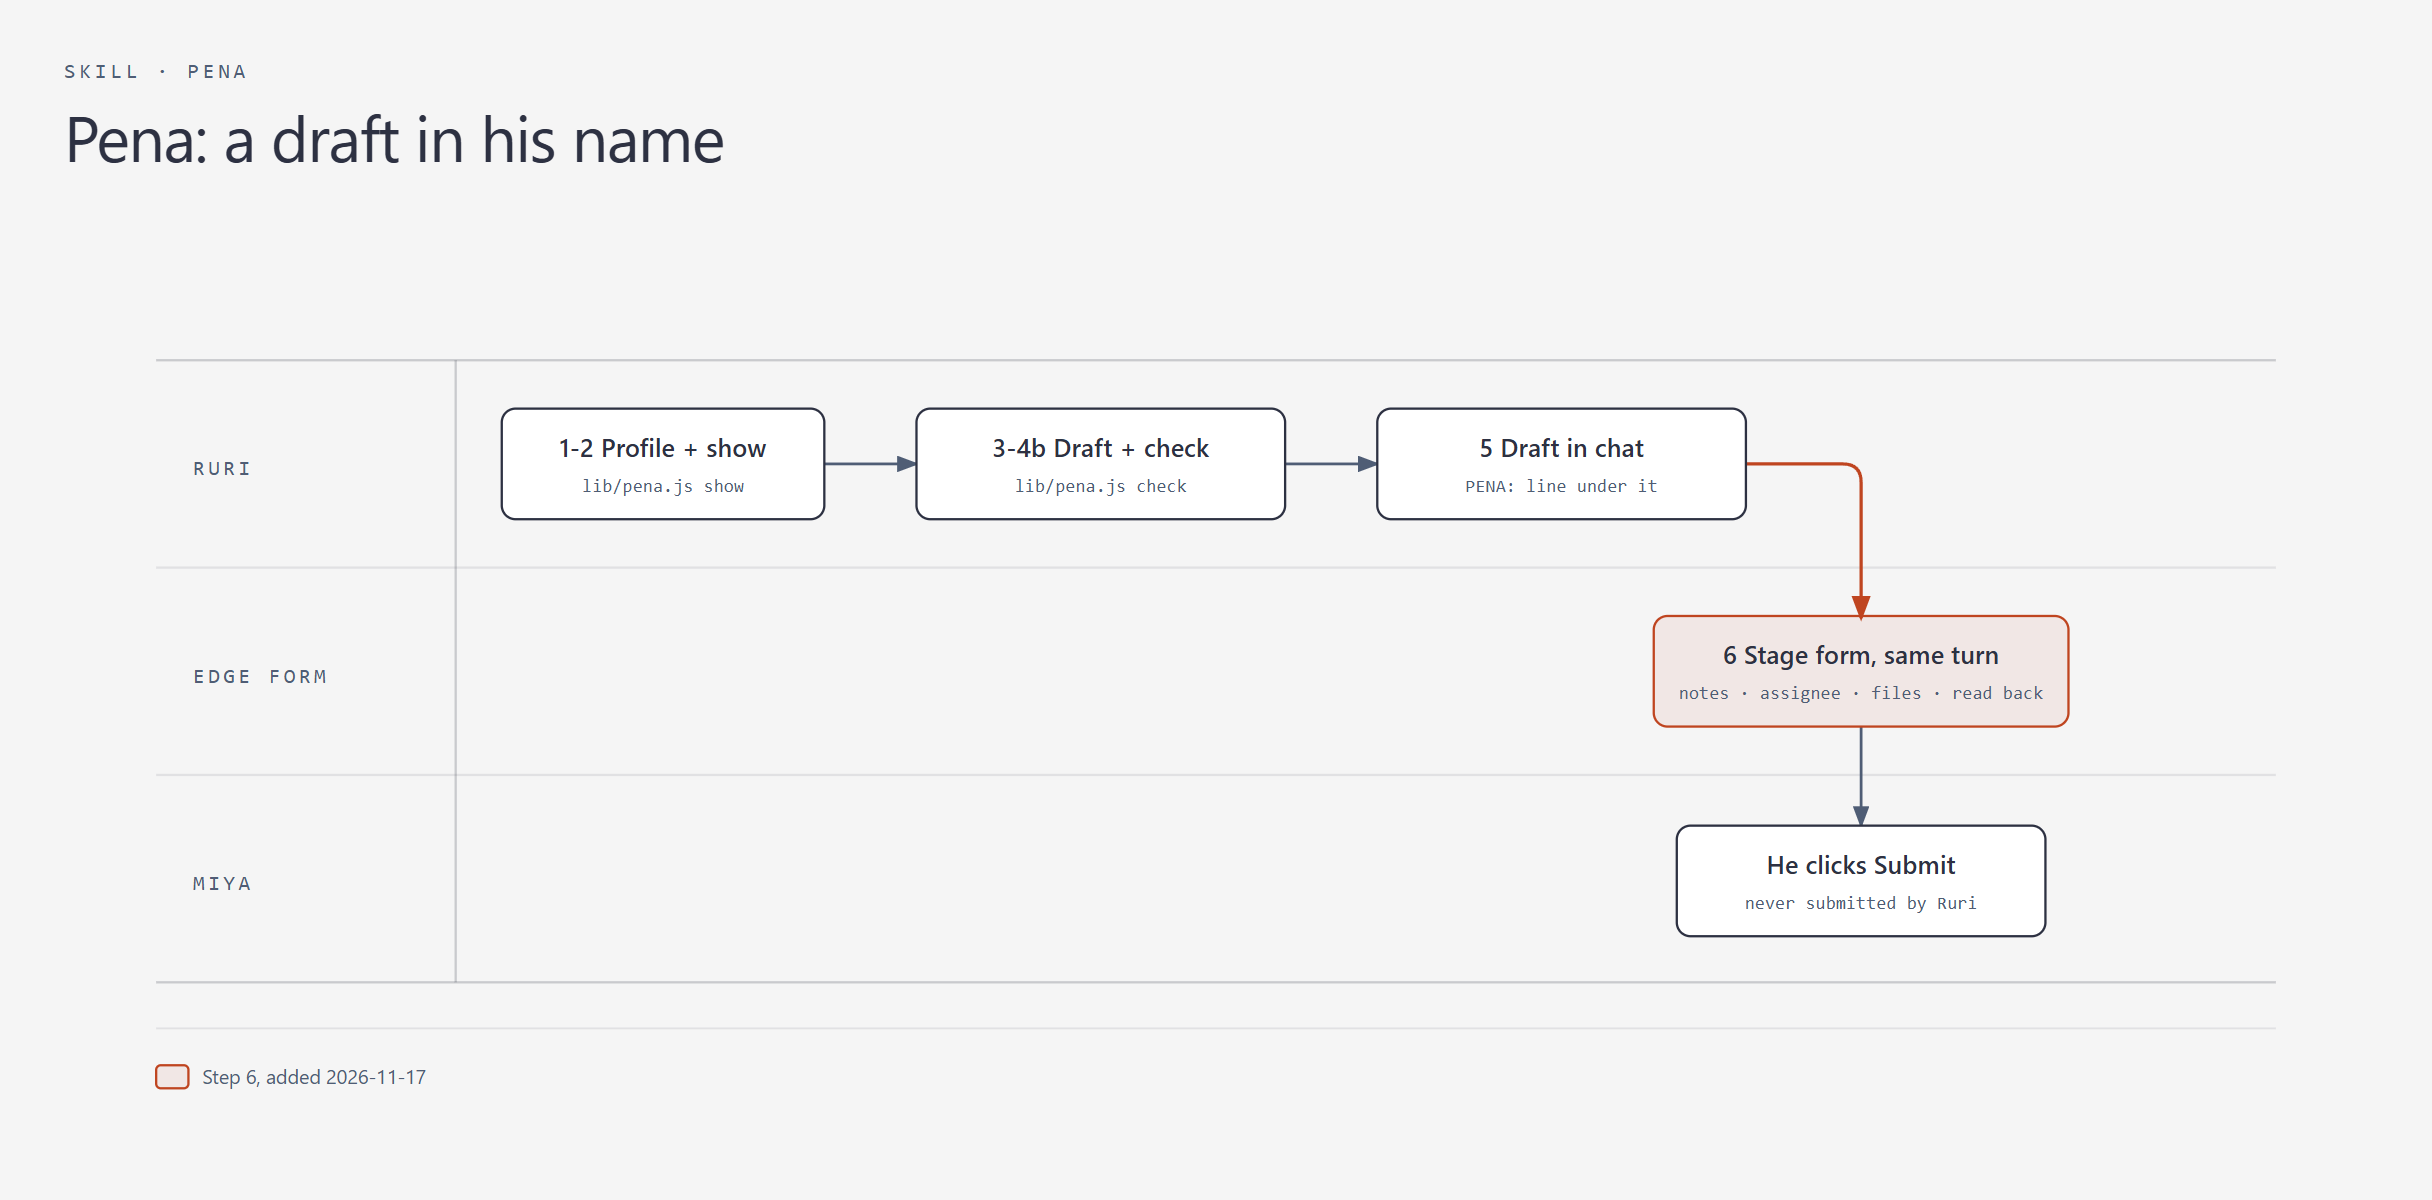 SKILL · PENA
Pena: a draft in his name
RURI
1-2 Profile + show
lib/pena.js show
3-4b Draft + check
lib/pena.js check
5 Draft in chat
PENA: line under it
EDGE FORM
6 Stage form, same turn
notes · assignee · files · read back
MIYA
He clicks Submit
never submitted by Ruri
Step 6, added 2026-11-17